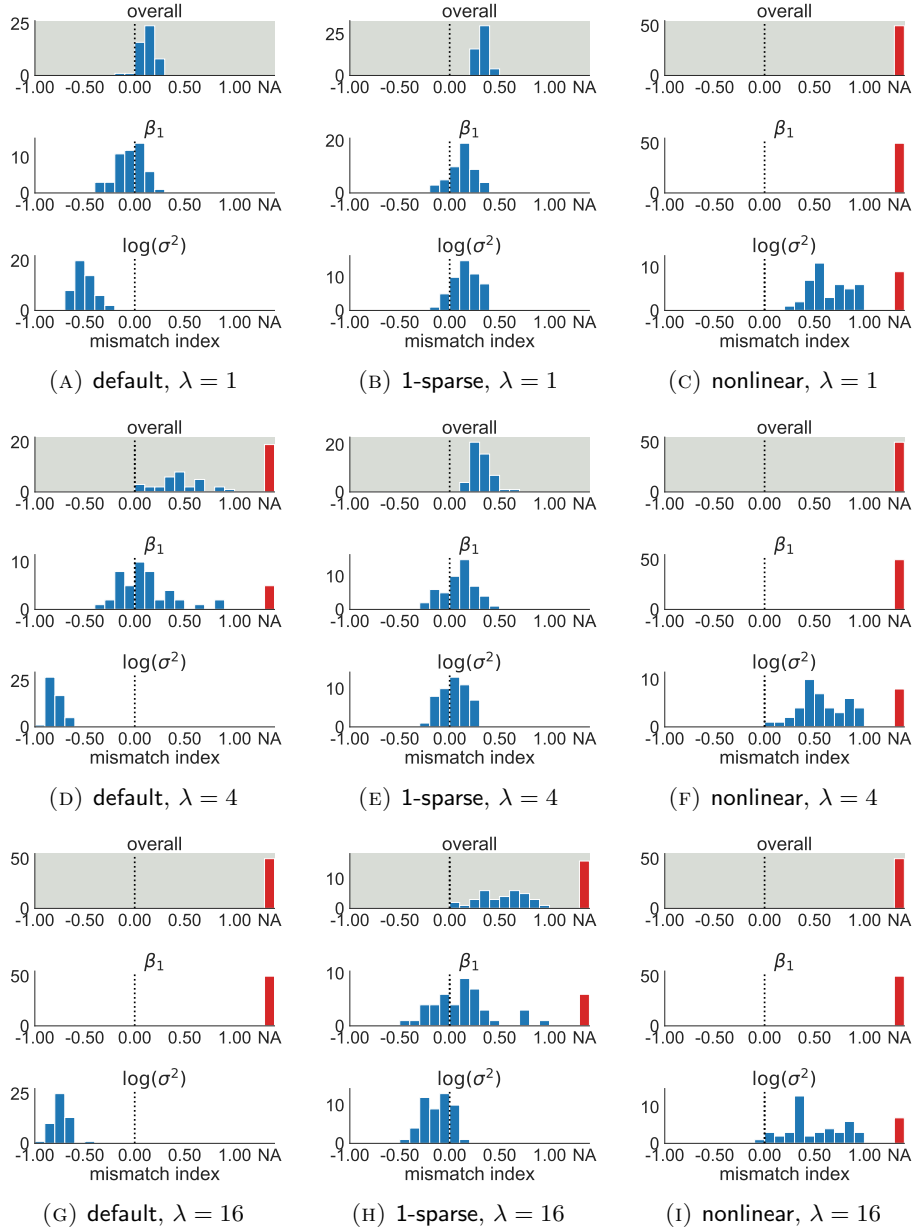 overall overall overall
25
0
-1.00 -0.50 0.00 0.50 1.00 NA
30
0
-1.00 -0.50 0.00 0.50 1.00 NA
50
0
-1.00 -0.50 0.00 0.50 1.00 NA
β₁ β₁ β₁
10
0
-1.00 -0.50 0.00 0.50 1.00 NA
20
0
-1.00 -0.50 0.00 0.50 1.00 NA
50
0
-1.00 -0.50 0.00 0.50 1.00 NA
log(σ²) log(σ²) log(σ²)
20
0
-1.00 -0.50 0.00 0.50 1.00 NA
10
0
-1.00 -0.50 0.00 0.50 1.00 NA
10
0
-1.00 -0.50 0.00 0.50 1.00 NA
mismatch index mismatch index mismatch index
(A) default, λ = 1 (B) 1-sparse, λ = 1 (C) nonlinear, λ = 1
overall overall overall
20
0
-1.00 -0.50 0.00 0.50 1.00 NA
20
0
-1.00 -0.50 0.00 0.50 1.00 NA
50
0
-1.00 -0.50 0.00 0.50 1.00 NA
β₁ β₁ β₁
10
0
-1.00 -0.50 0.00 0.50 1.00 NA
10
0
-1.00 -0.50 0.00 0.50 1.00 NA
50
0
-1.00 -0.50 0.00 0.50 1.00 NA
log(σ²) log(σ²) log(σ²)
25
0
-1.00 -0.50 0.00 0.50 1.00 NA
10
0
-1.00 -0.50 0.00 0.50 1.00 NA
10
0
-1.00 -0.50 0.00 0.50 1.00 NA
mismatch index mismatch index mismatch index
(D) default, λ = 4 (E) 1-sparse, λ = 4 (F) nonlinear, λ = 4
overall overall overall
50
0
-1.00 -0.50 0.00 0.50 1.00 NA
10
0
-1.00 -0.50 0.00 0.50 1.00 NA
50
0
-1.00 -0.50 0.00 0.50 1.00 NA
β₁ β₁ β₁
50
0
-1.00 -0.50 0.00 0.50 1.00 NA
10
0
-1.00 -0.50 0.00 0.50 1.00 NA
50
0
-1.00 -0.50 0.00 0.50 1.00 NA
log(σ²) log(σ²) log(σ²)
25
0
-1.00 -0.50 0.00 0.50 1.00 NA
10
0
-1.00 -0.50 0.00 0.50 1.00 NA
10
0
-1.00 -0.50 0.00 0.50 1.00 NA
mismatch index mismatch index mismatch index
(G) default, λ = 16 (H) 1-sparse, λ = 16 (I) nonlinear, λ = 16